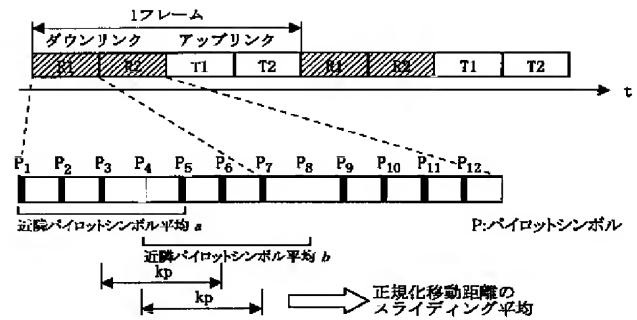 1フレーム
ダウンリンク アップリンク
R1 R2 T1 T2 R1 R2 T1 T2
t
P1 P2 P3 P4 P5 P6 P7 P8 P9 P10 P11 P12
近隣パイロットシンボル平均 a
P:パイロットシンボル
近隣パイロットシンボル平均 b
kp
kp
正規化移動距離の
スライディング平均